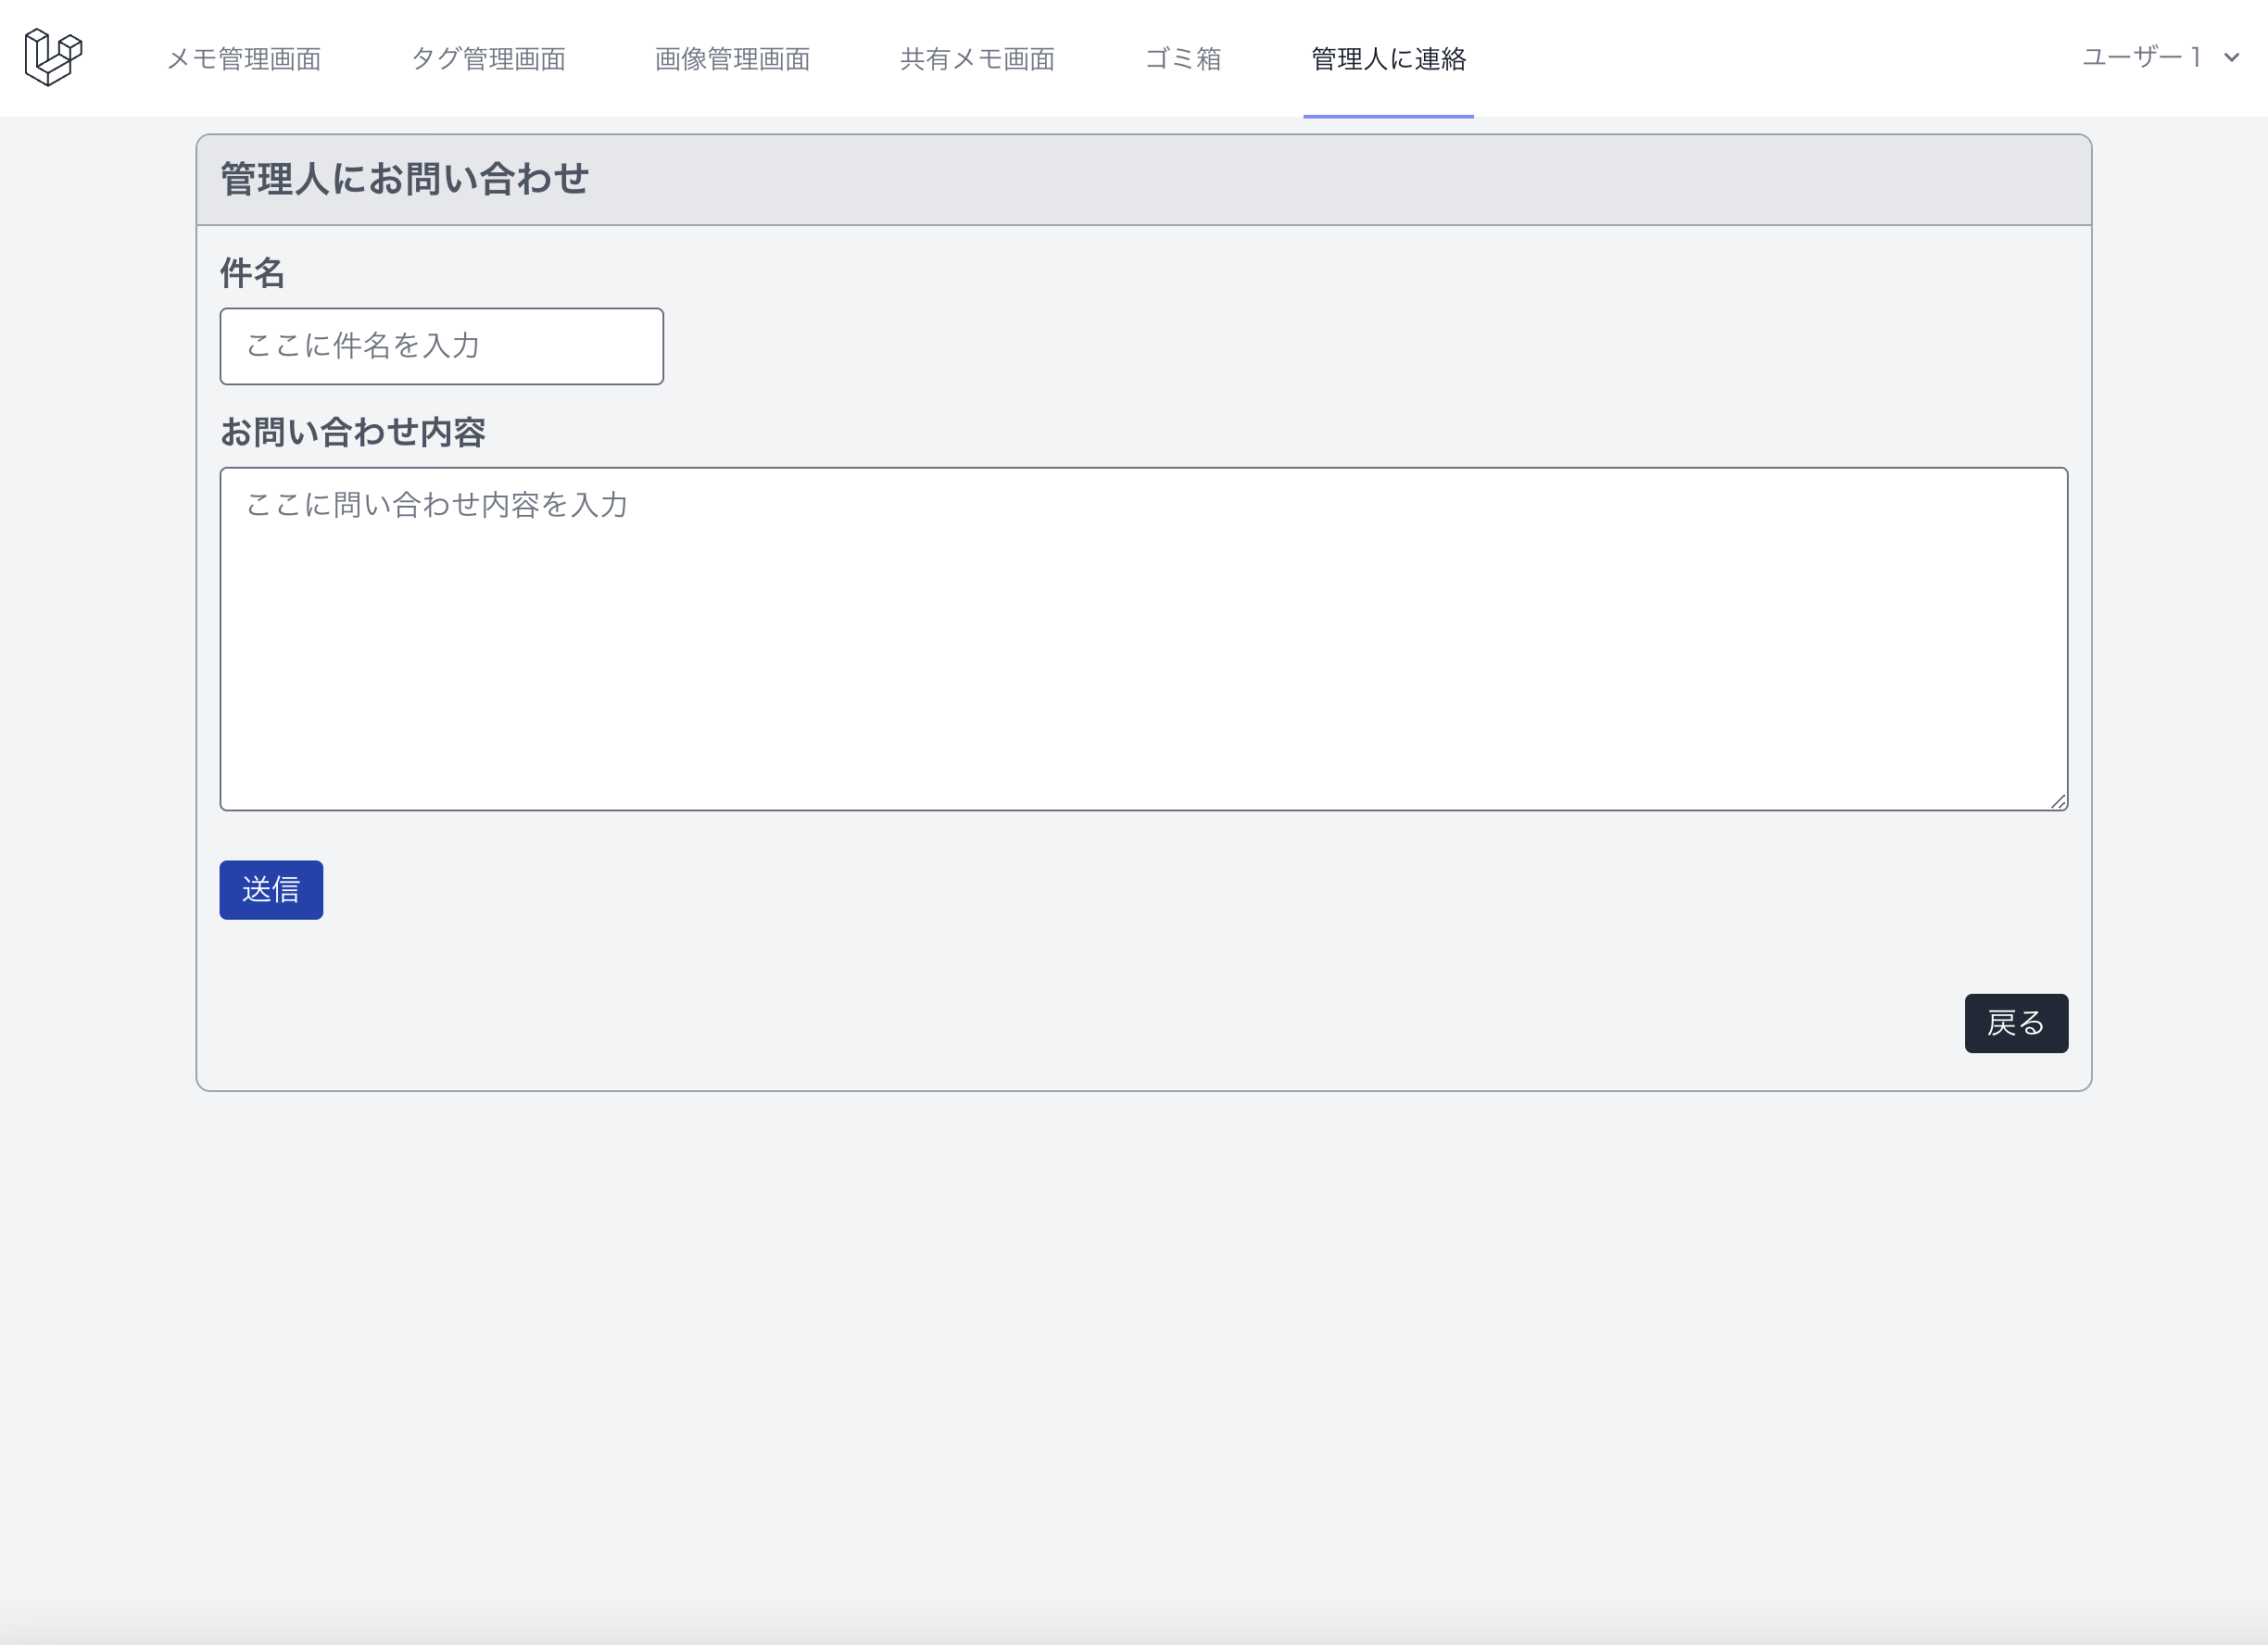 メモ管理画面 タグ管理画面 画像管理画面 共有メモ画面 ゴミ箱 管理人に連絡 ユーザー1
管理人にお問い合わせ
件名
ここに件名を入力
お問い合わせ内容
ここに問い合わせ内容を入力
送信
戻る